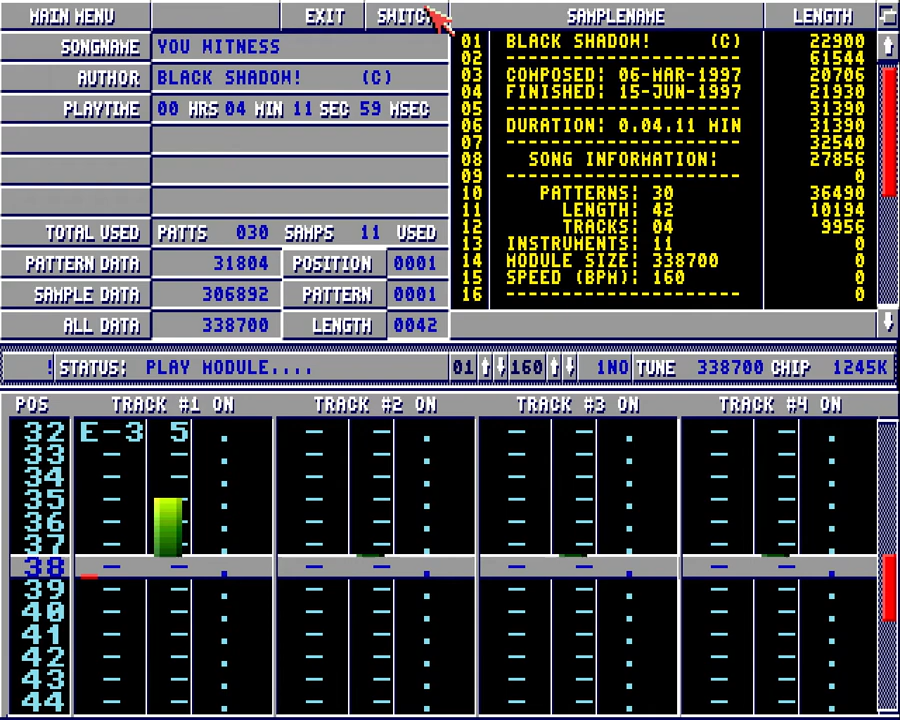 MAIN MENU EXIT SWITCH SAMPLENAME LENGTH
SONGNAME YOU WITNESS
AUTHOR BLACK SHADOW! (C)
PLAYTIME 00 HRS 04 MIN 11 SEC 59 MSEC
TOTAL USED PATTS 030 SAMPS 11 USED
PATTERN DATA 31804 POSITION 0001
SAMPLE DATA 306892 PATTERN 0001
ALL DATA 338700 LENGTH 0042
01 BLACK SHADOW! (C) 22900
02 ---------------------- 61544
03 COMPOSED: 06-MAR-1997 20706
04 FINISHED: 15-JUN-1997 21930
05 ---------------------- 31390
06 DURATION: 0.04.11 MIN 31390
07 ---------------------- 32540
08 SONG INFORMATION: 27856
09 ---------------------- 0
10 PATTERNS: 30 36490
11 LENGTH: 42 10194
12 TRACKS: 04 9956
13 INSTRUMENTS: 11 0
14 MODULE SIZE: 338700 0
15 SPEED (BPM): 160 0
16 ---------------------- 0
! STATUS: PLAY MODULE.... 01 160 1NO TUNE 338700 CHIP 1245K
POS TRACK #1 ON TRACK #2 ON TRACK #3 ON TRACK #4 ON
32 E-3 5 . — — . — — . — — .
33 — — . — — . — — . — — .
34 — — . — — . — — . — — .
35 — — . — — . — — . — — .
36 — — . — — . — — . — — .
37 — — . — — . — — . — — .
38 — — . — — . — — . — — .
39 — — . — — . — — . — — .
40 — — . — — . — — . — — .
41 — — . — — . — — . — — .
42 — — . — — . — — . — — .
43 — — . — — . — — . — — .
44 — — . — — . — — . — — .